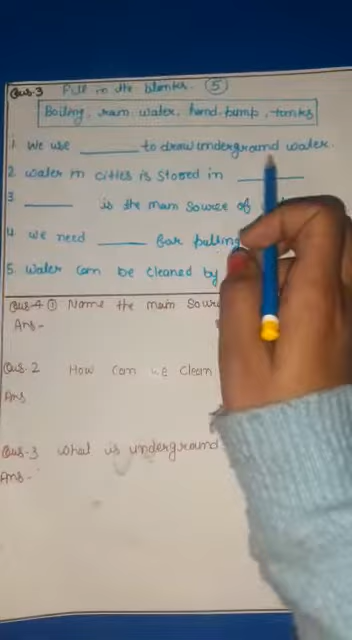 Qus.3 Fill in the blanks. 5
Boiling, rain, water, hand-pump, tanks
1. We use ______ to draw underground water.
2. water in cities is stored in ______
3 ______ is the main source of
4. we need ______ for
5. water can be cleaned by
Qus-4 1 Name the main
Ans-
Qus.2 How can we clean
Ans
Qus-3 what is underground
Ans-